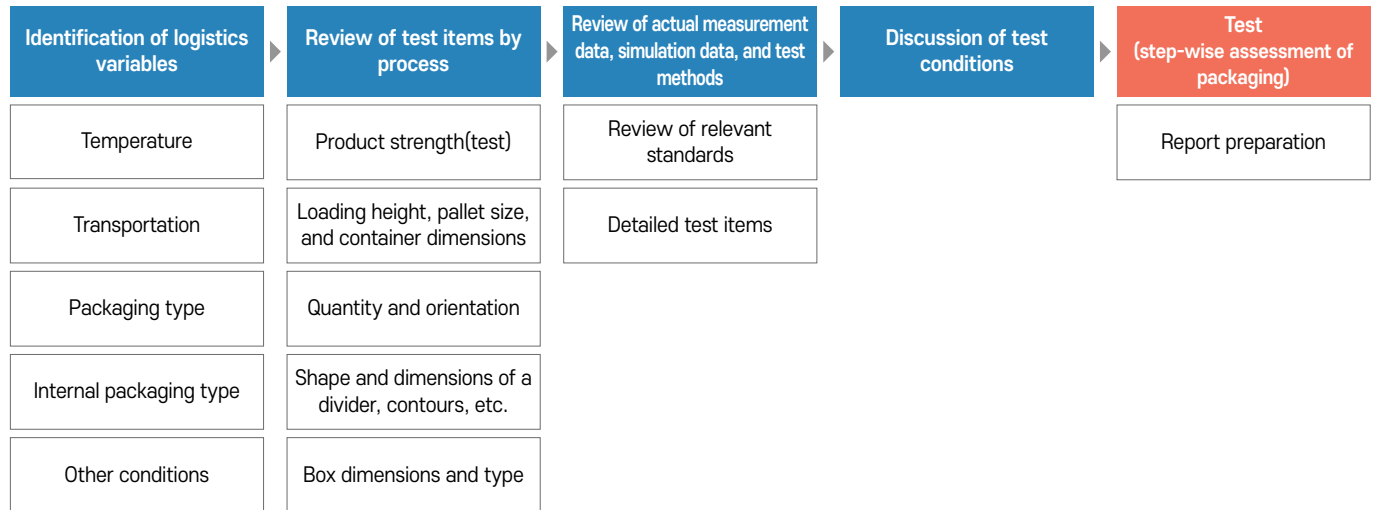 Identification of logistics
variables
Temperature
Transportation
Packaging type
Internal packaging type
Other conditions
Review of test items by
process
Product strength(test)
Loading height, pallet size,
and container dimensions
Quantity and orientation
Shape and dimensions of a
divider, contours, etc.
Box dimensions and type
Review of actual measurement
data, simulation data, and test
methods
Review of relevant
standards
Detailed test items
Discussion of test
conditions
Test
(step-wise assessment of
packaging)
Report preparation